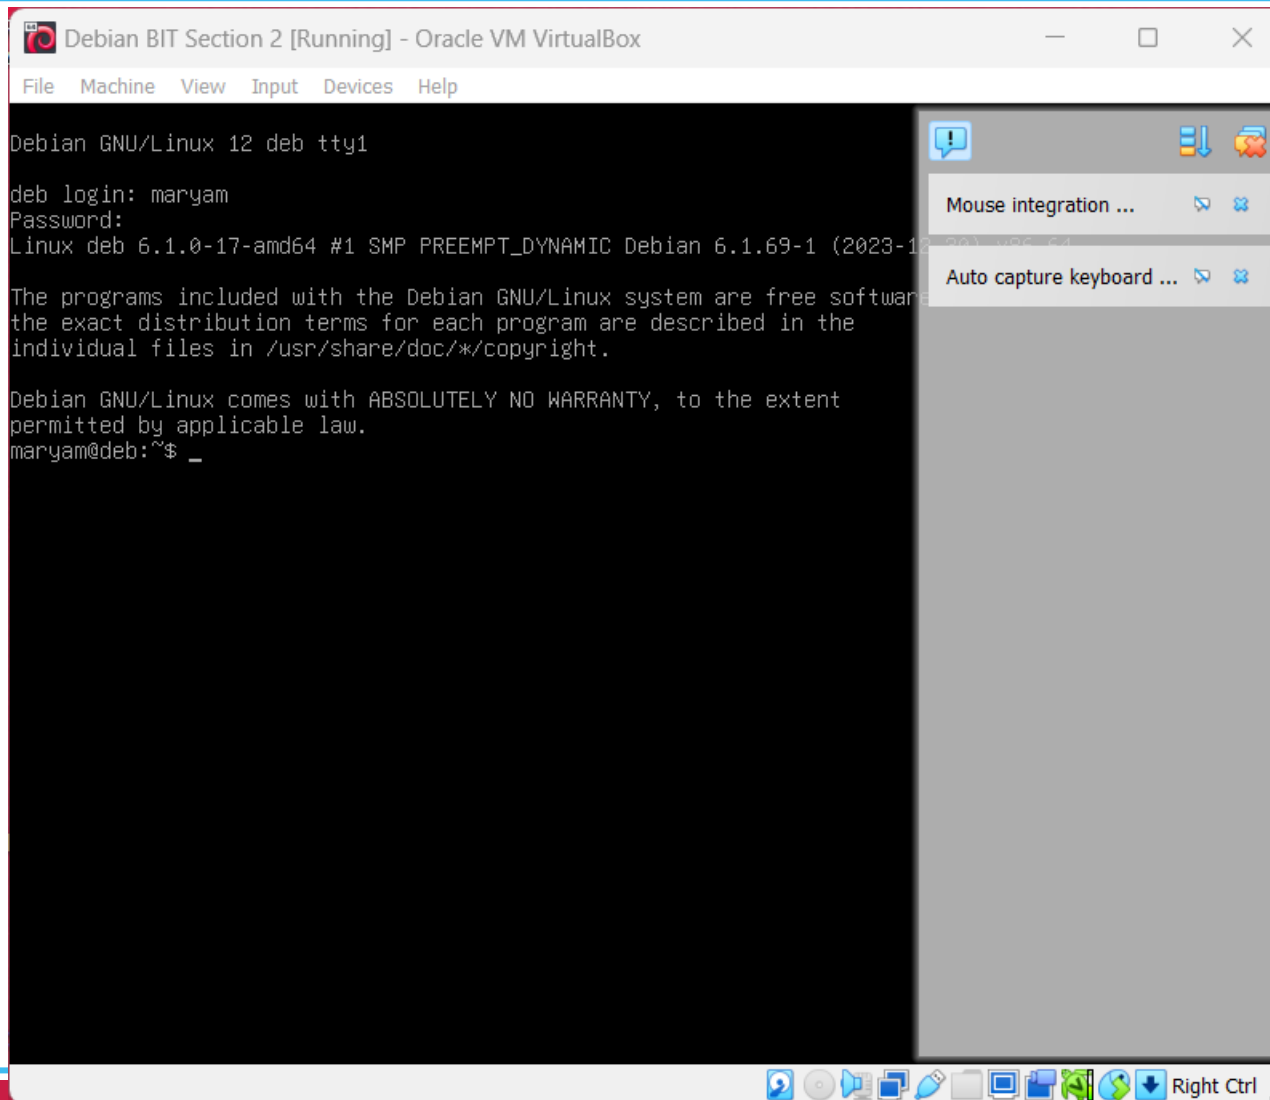 Debian BIT Section 2 [Running] - Oracle VM VirtualBox
File Machine View Input Devices Help
Debian GNU/Linux 12 deb tty1
deb login: maryam
Password:
Linux deb 6.1.0-17-amd64 #1 SMP PREEMPT_DYNAMIC Debian 6.1.69-1 (2023-12-30) x86_64
The programs included with the Debian GNU/Linux system are free software
the exact distribution terms for each program are described in the
individual files in /usr/share/doc/*/copyright.
Debian GNU/Linux comes with ABSOLUTELY NO WARRANTY, to the extent
permitted by applicable law.
maryam@deb:~$ _
Mouse integration ...
Auto capture keyboard ...
Right Ctrl